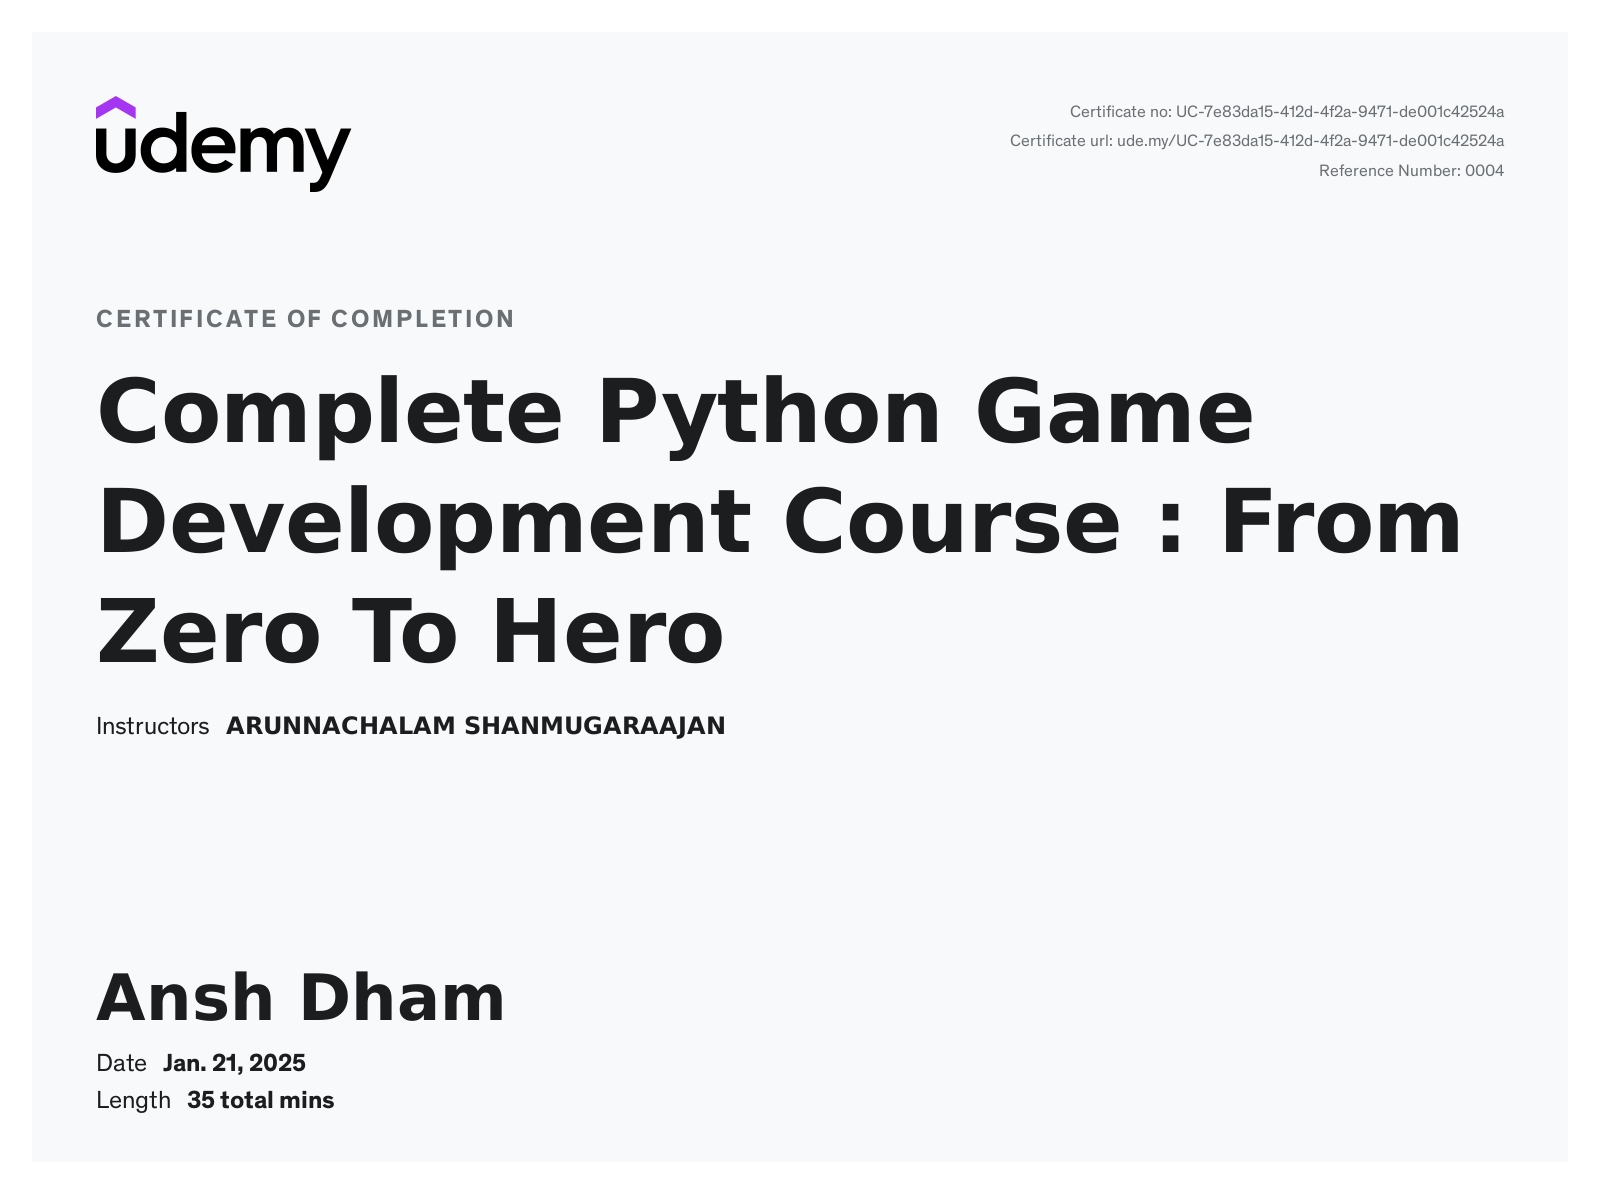 udemy
Certificate no: UC-7e83da15-412d-4f2a-9471-de001c42524a
Certificate url: ude.my/UC-7e83da15-412d-4f2a-9471-de001c42524a
Reference Number: 0004
CERTIFICATE OF COMPLETION
Complete Python Game
Development Course : From
Zero To Hero
Instructors ARUNNACHALAM SHANMUGARAAJAN
Ansh Dham
Date Jan. 21, 2025
Length 35 total mins